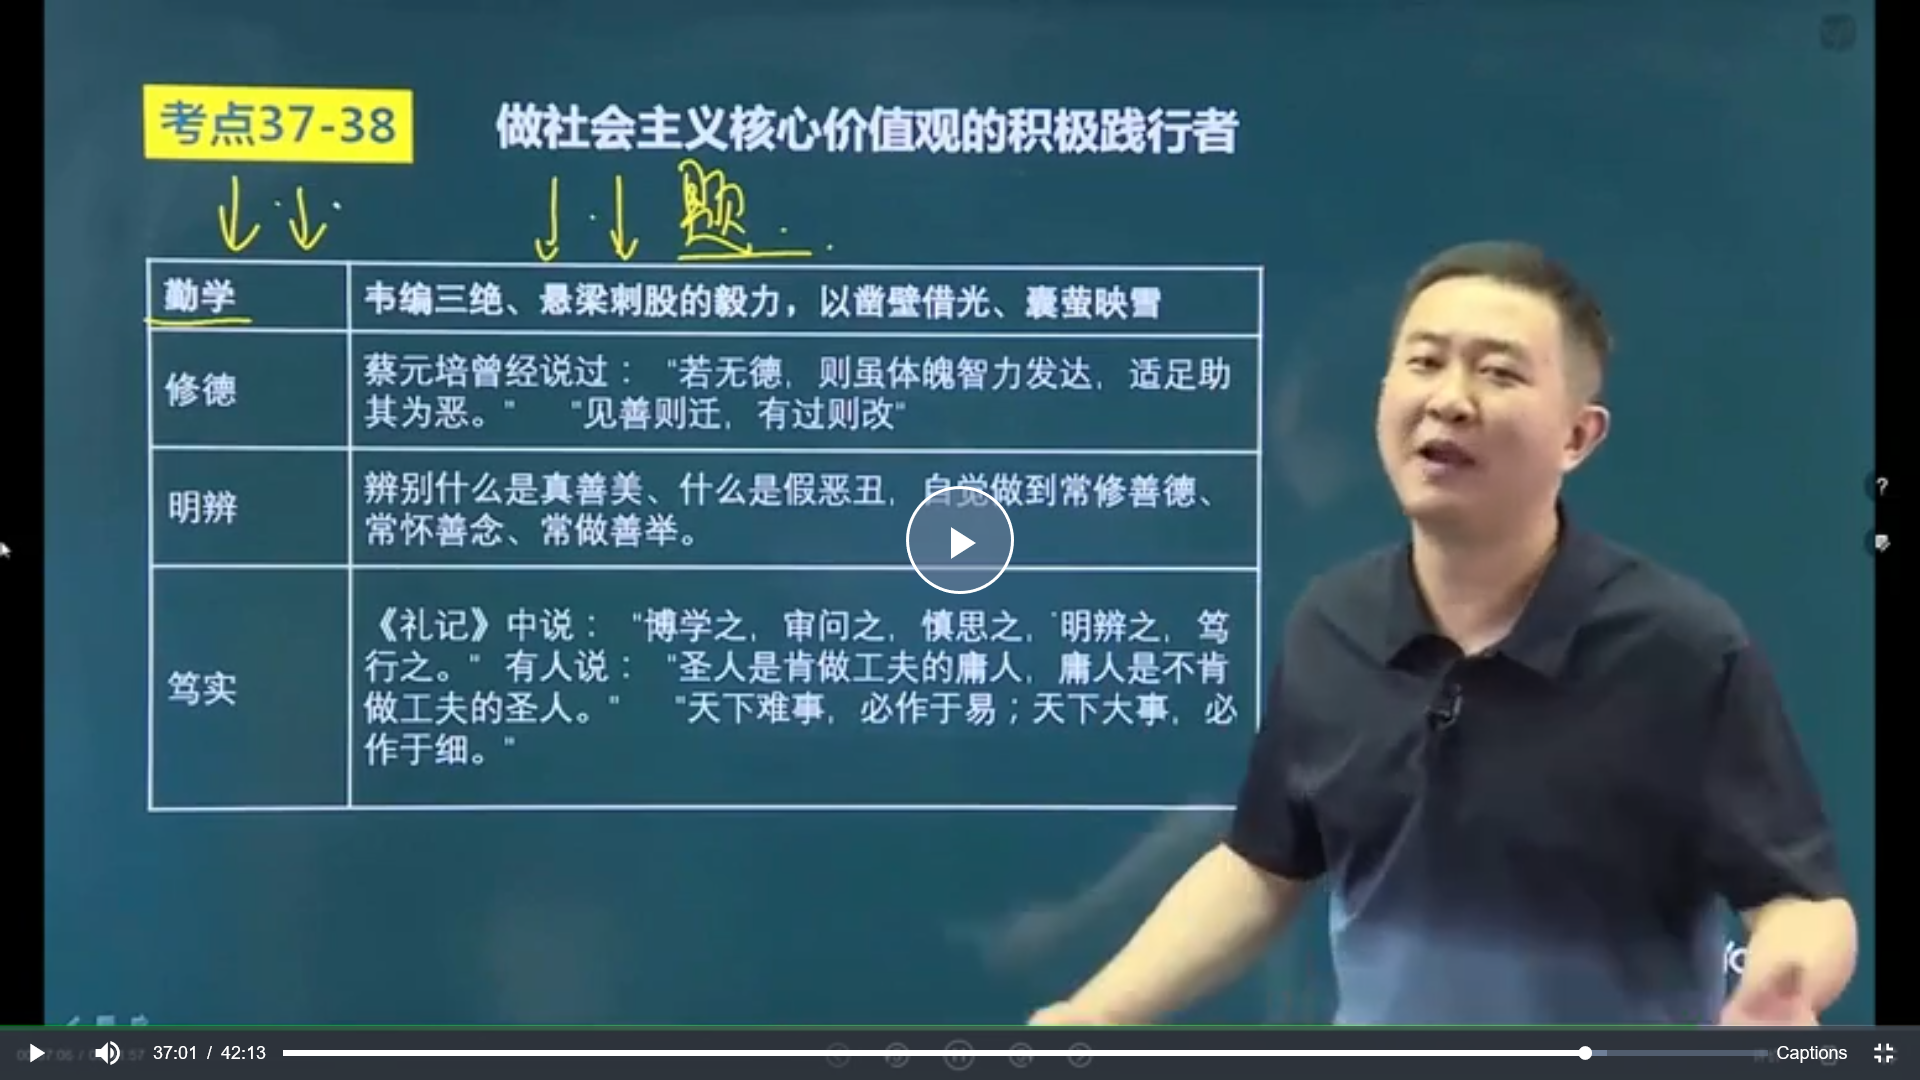 考点37-38
做社会主义核心价值观的积极践行者
题
勤学
韦编三绝、悬梁刺股的毅力，以凿壁借光、囊萤映雪
修德
蔡元培曾经说过："若无德，则虽体魄智力发达，适足助
其为恶。" "见善则迁，有过则改"
明辨
辨别什么是真善美、什么是假恶丑，自觉做到常修善德、
常怀善念、常做善举。
笃实
《礼记》中说："博学之，审问之，慎思之，明辨之，笃
行之。"有人说："圣人是肯做工夫的庸人，庸人是不肯
做工夫的圣人。" "天下难事，必作于易；天下大事，必
作于细。"
?
37:01 / 42:13
Captions